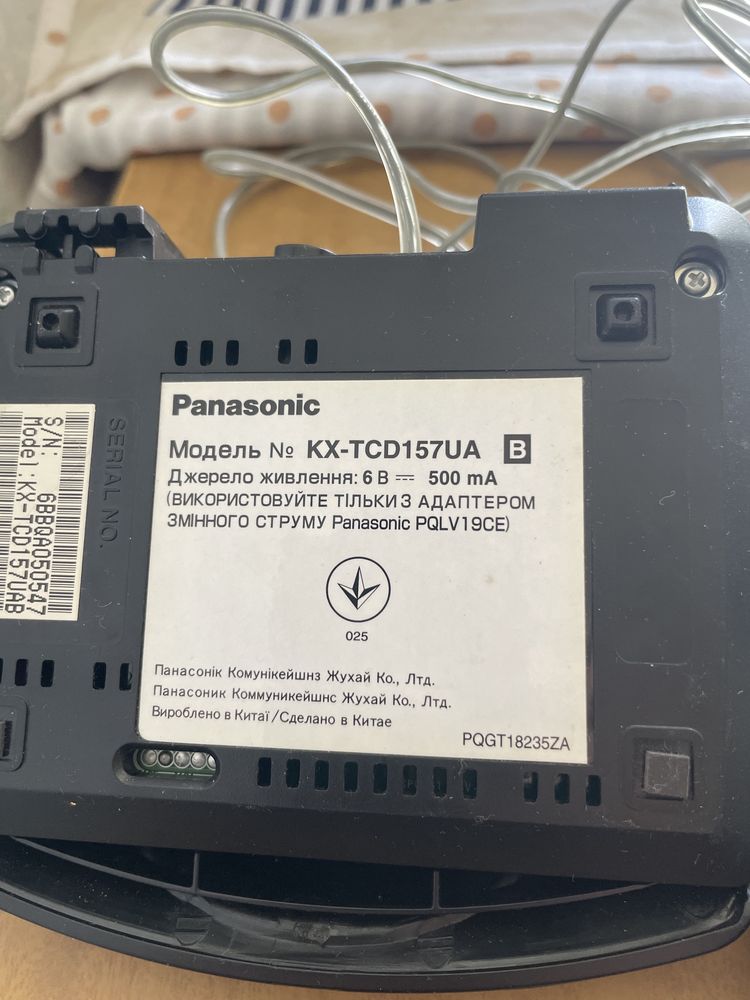 Panasonic
Модель № KX-TCD157UA B
Джерело живлення: 6 В 500 mA
(ВИКОРИСТОВУЙТЕ ТІЛЬКИ З АДАПТЕРОМ
ЗМІННОГО СТРУМУ Panasonic PQLV19CE)
025
Панасонік Комунікейшнз Жухай Ко., Лтд.
Панасоник Коммуникейшнс Жухай Ко., Лтд.
Вироблено в Китаї/Сделано в Китае
PQGT18235ZA
SERIAL NO.
S/N: 6BBQA050547
Model:KX-TCD157UAB